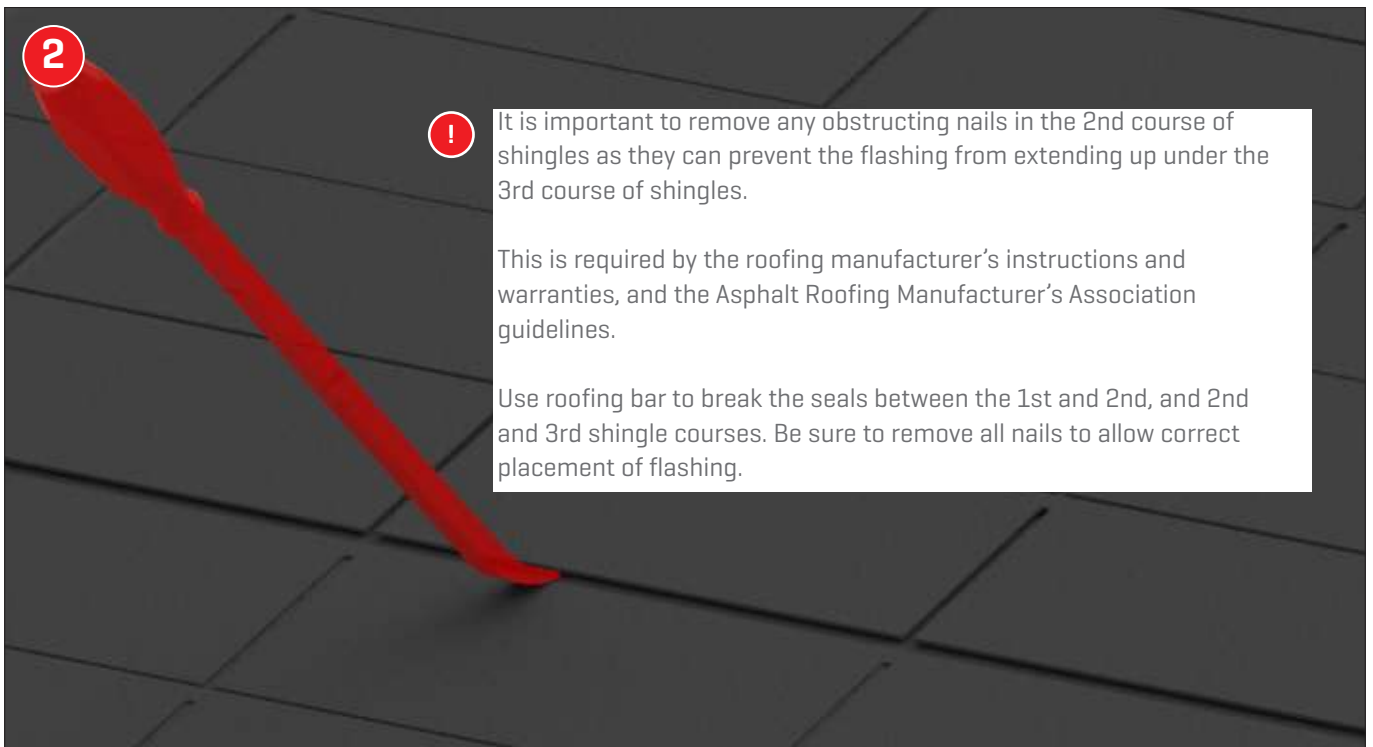 2
!
It is important to remove any obstructing nails in the 2nd course of
shingles as they can prevent the flashing from extending up under the
3rd course of shingles.
This is required by the roofing manufacturer's instructions and
warranties, and the Asphalt Roofing Manufacturer's Association
guidelines.
Use roofing bar to break the seals between the 1st and 2nd, and 2nd
and 3rd shingle courses. Be sure to remove all nails to allow correct
placement of flashing.